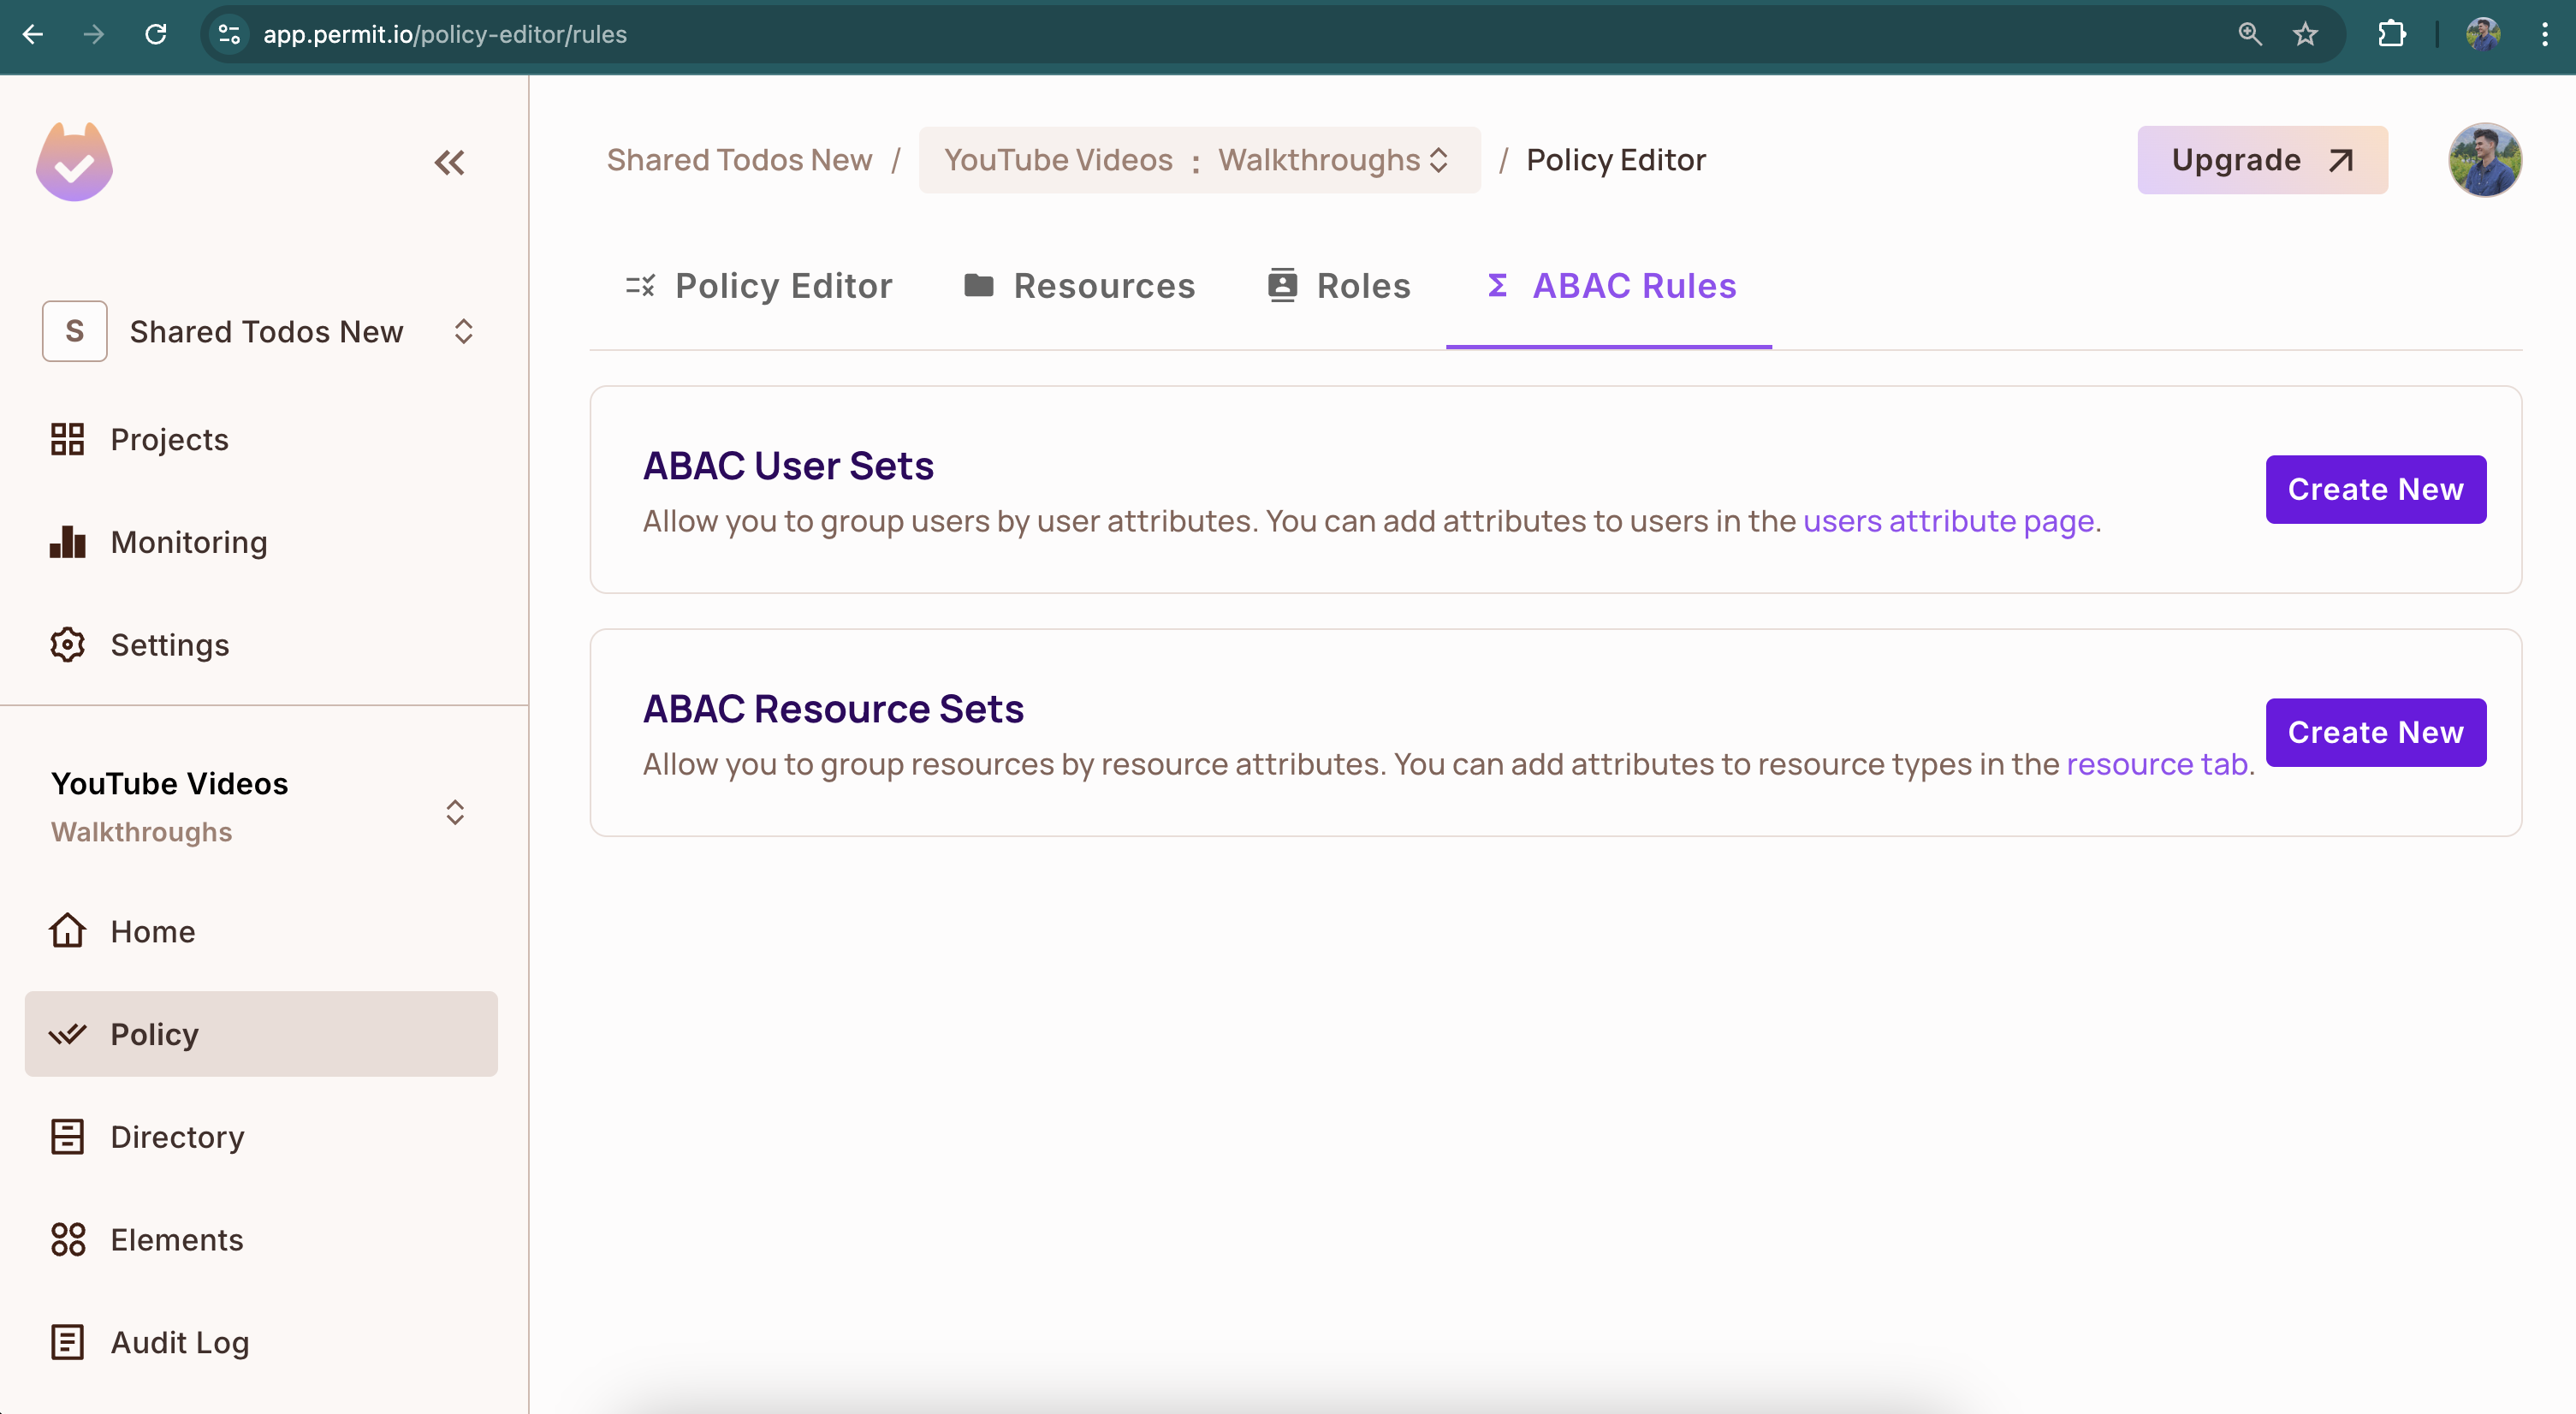 app.permit.io/policy-editor/rules
Shared Todos New / YouTube Videos : Walkthroughs / Policy Editor
Upgrade
S Shared Todos New
Projects
Monitoring
Settings
YouTube Videos
Walkthroughs
Home
Policy
Directory
Elements
Audit Log
Policy Editor Resources Roles ABAC Rules
ABAC User Sets
Allow you to group users by user attributes. You can add attributes to users in the users attribute page.
Create New
ABAC Resource Sets
Allow you to group resources by resource attributes. You can add attributes to resource types in the resource tab.
Create New